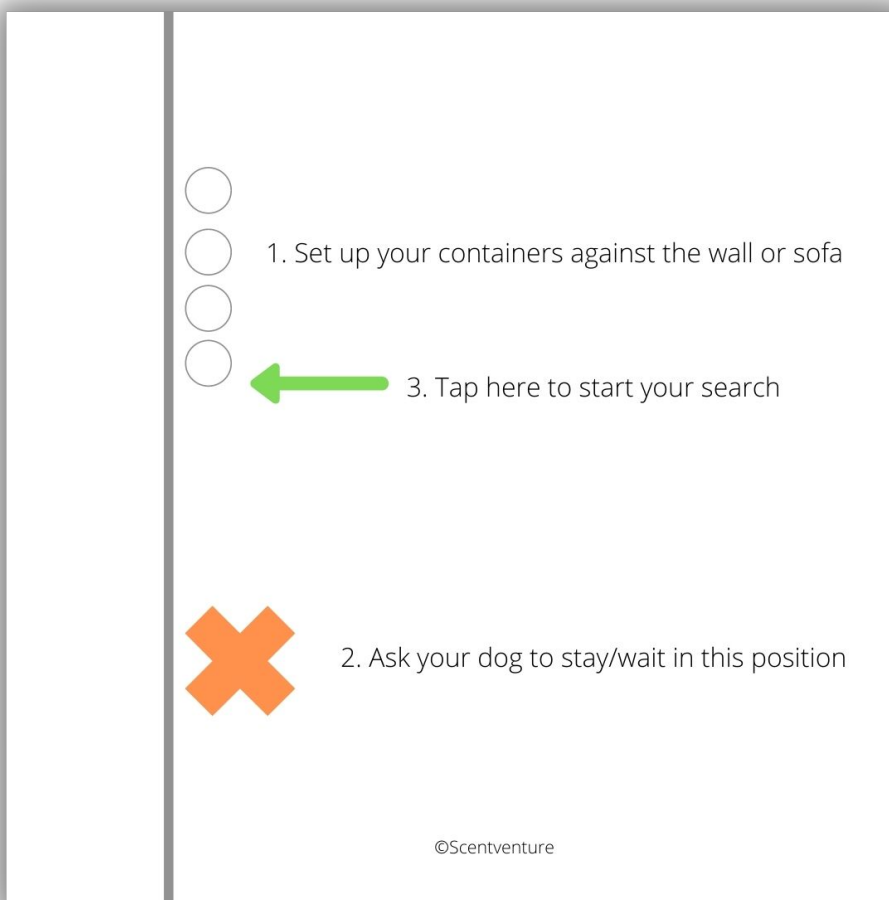 1. Set up your containers against the wall or sofa
3. Tap here to start your search
2. Ask your dog to stay/wait in this position
©Scentventure